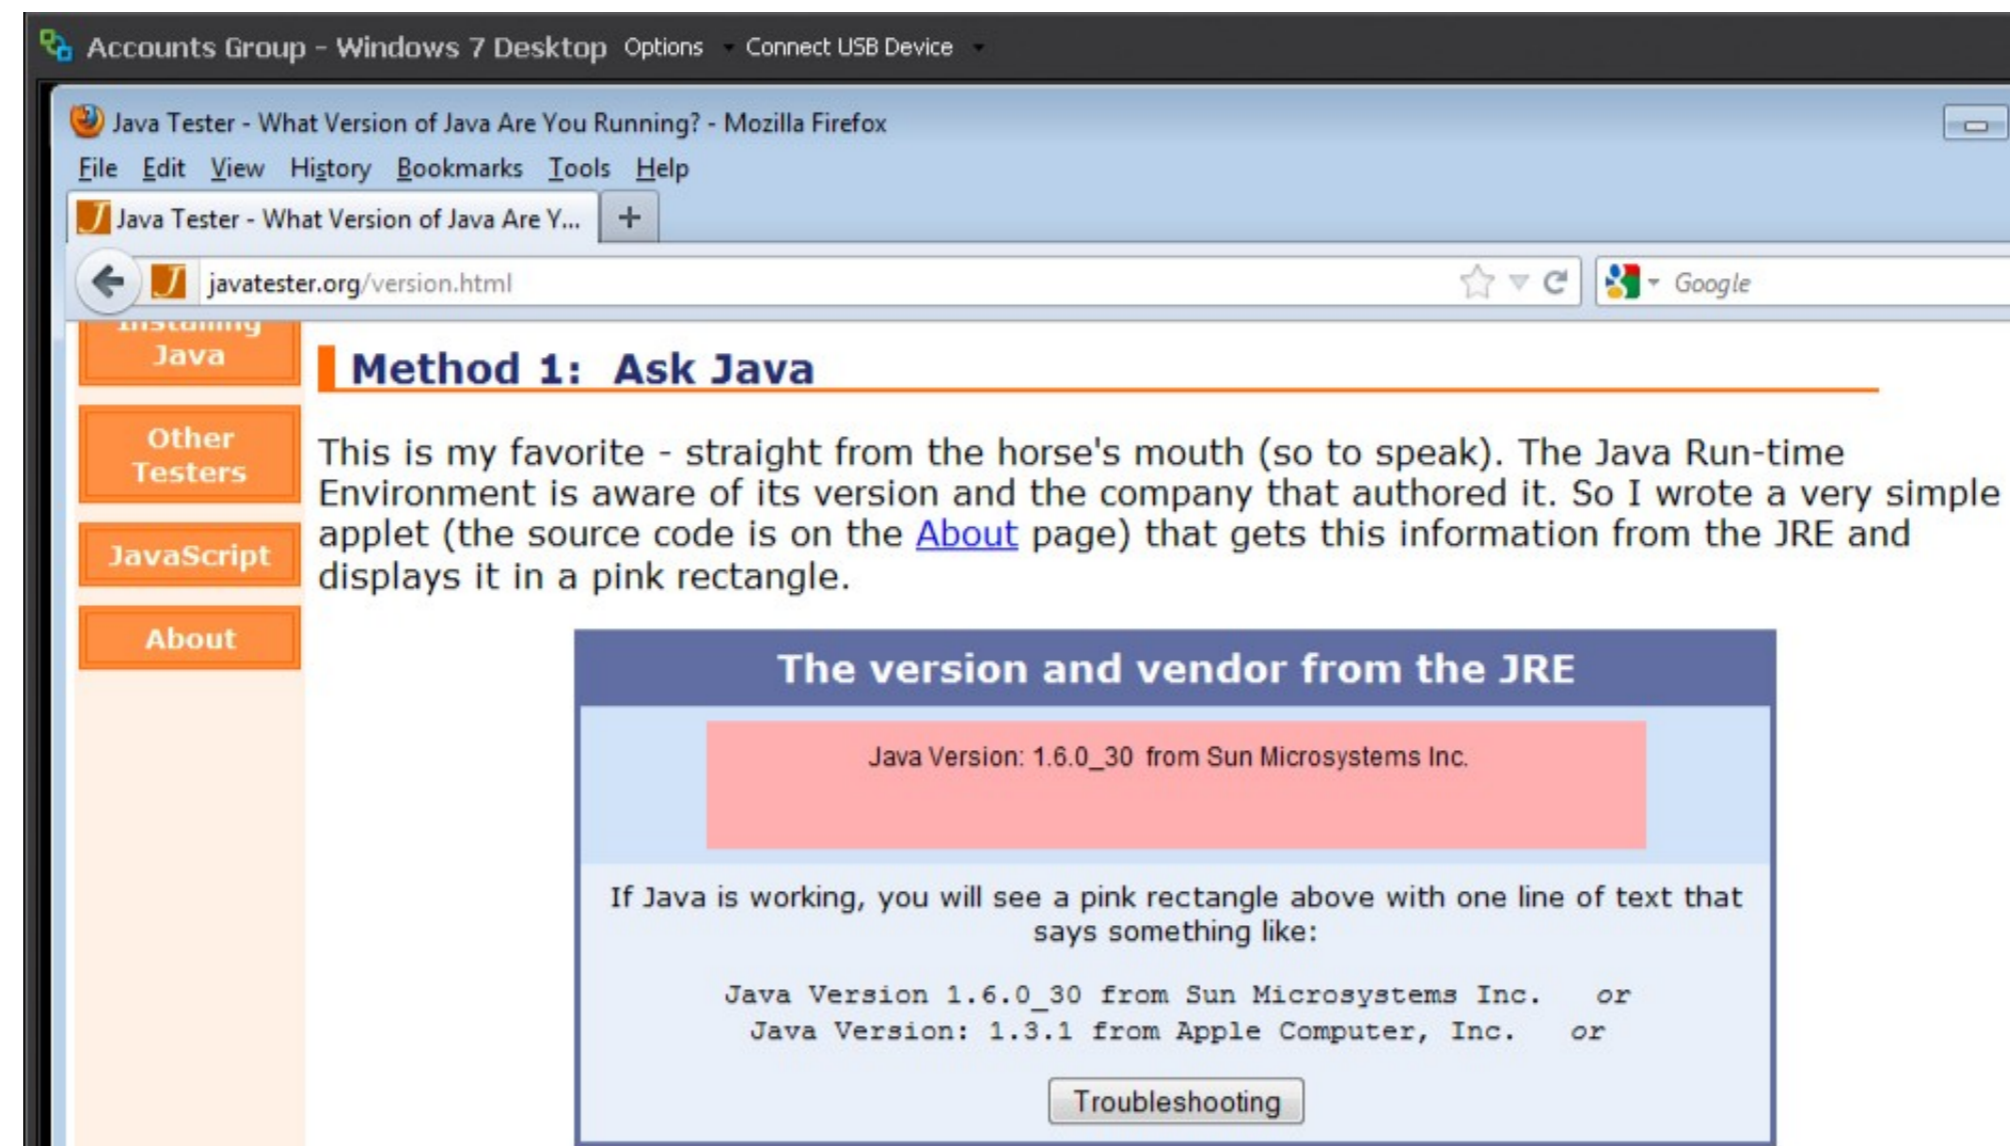 Accounts Group - Windows 7 Desktop Options Connect USB Device
Java Tester - What Version of Java Are You Running? - Mozilla Firefox
File Edit View History Bookmarks Tools Help
Java Tester - What Version of Java Are Y... +
javatester.org/version.html Google
Installing
Java
Method 1: Ask Java
Other
Testers
JavaScript
About
This is my favorite - straight from the horse's mouth (so to speak). The Java Run-time
Environment is aware of its version and the company that authored it. So I wrote a very simple
applet (the source code is on the About page) that gets this information from the JRE and
displays it in a pink rectangle.
The version and vendor from the JRE
Java Version: 1.6.0_30 from Sun Microsystems Inc.
If Java is working, you will see a pink rectangle above with one line of text that
says something like:
Java Version 1.6.0_30 from Sun Microsystems Inc. or
Java Version: 1.3.1 from Apple Computer, Inc. or
Troubleshooting